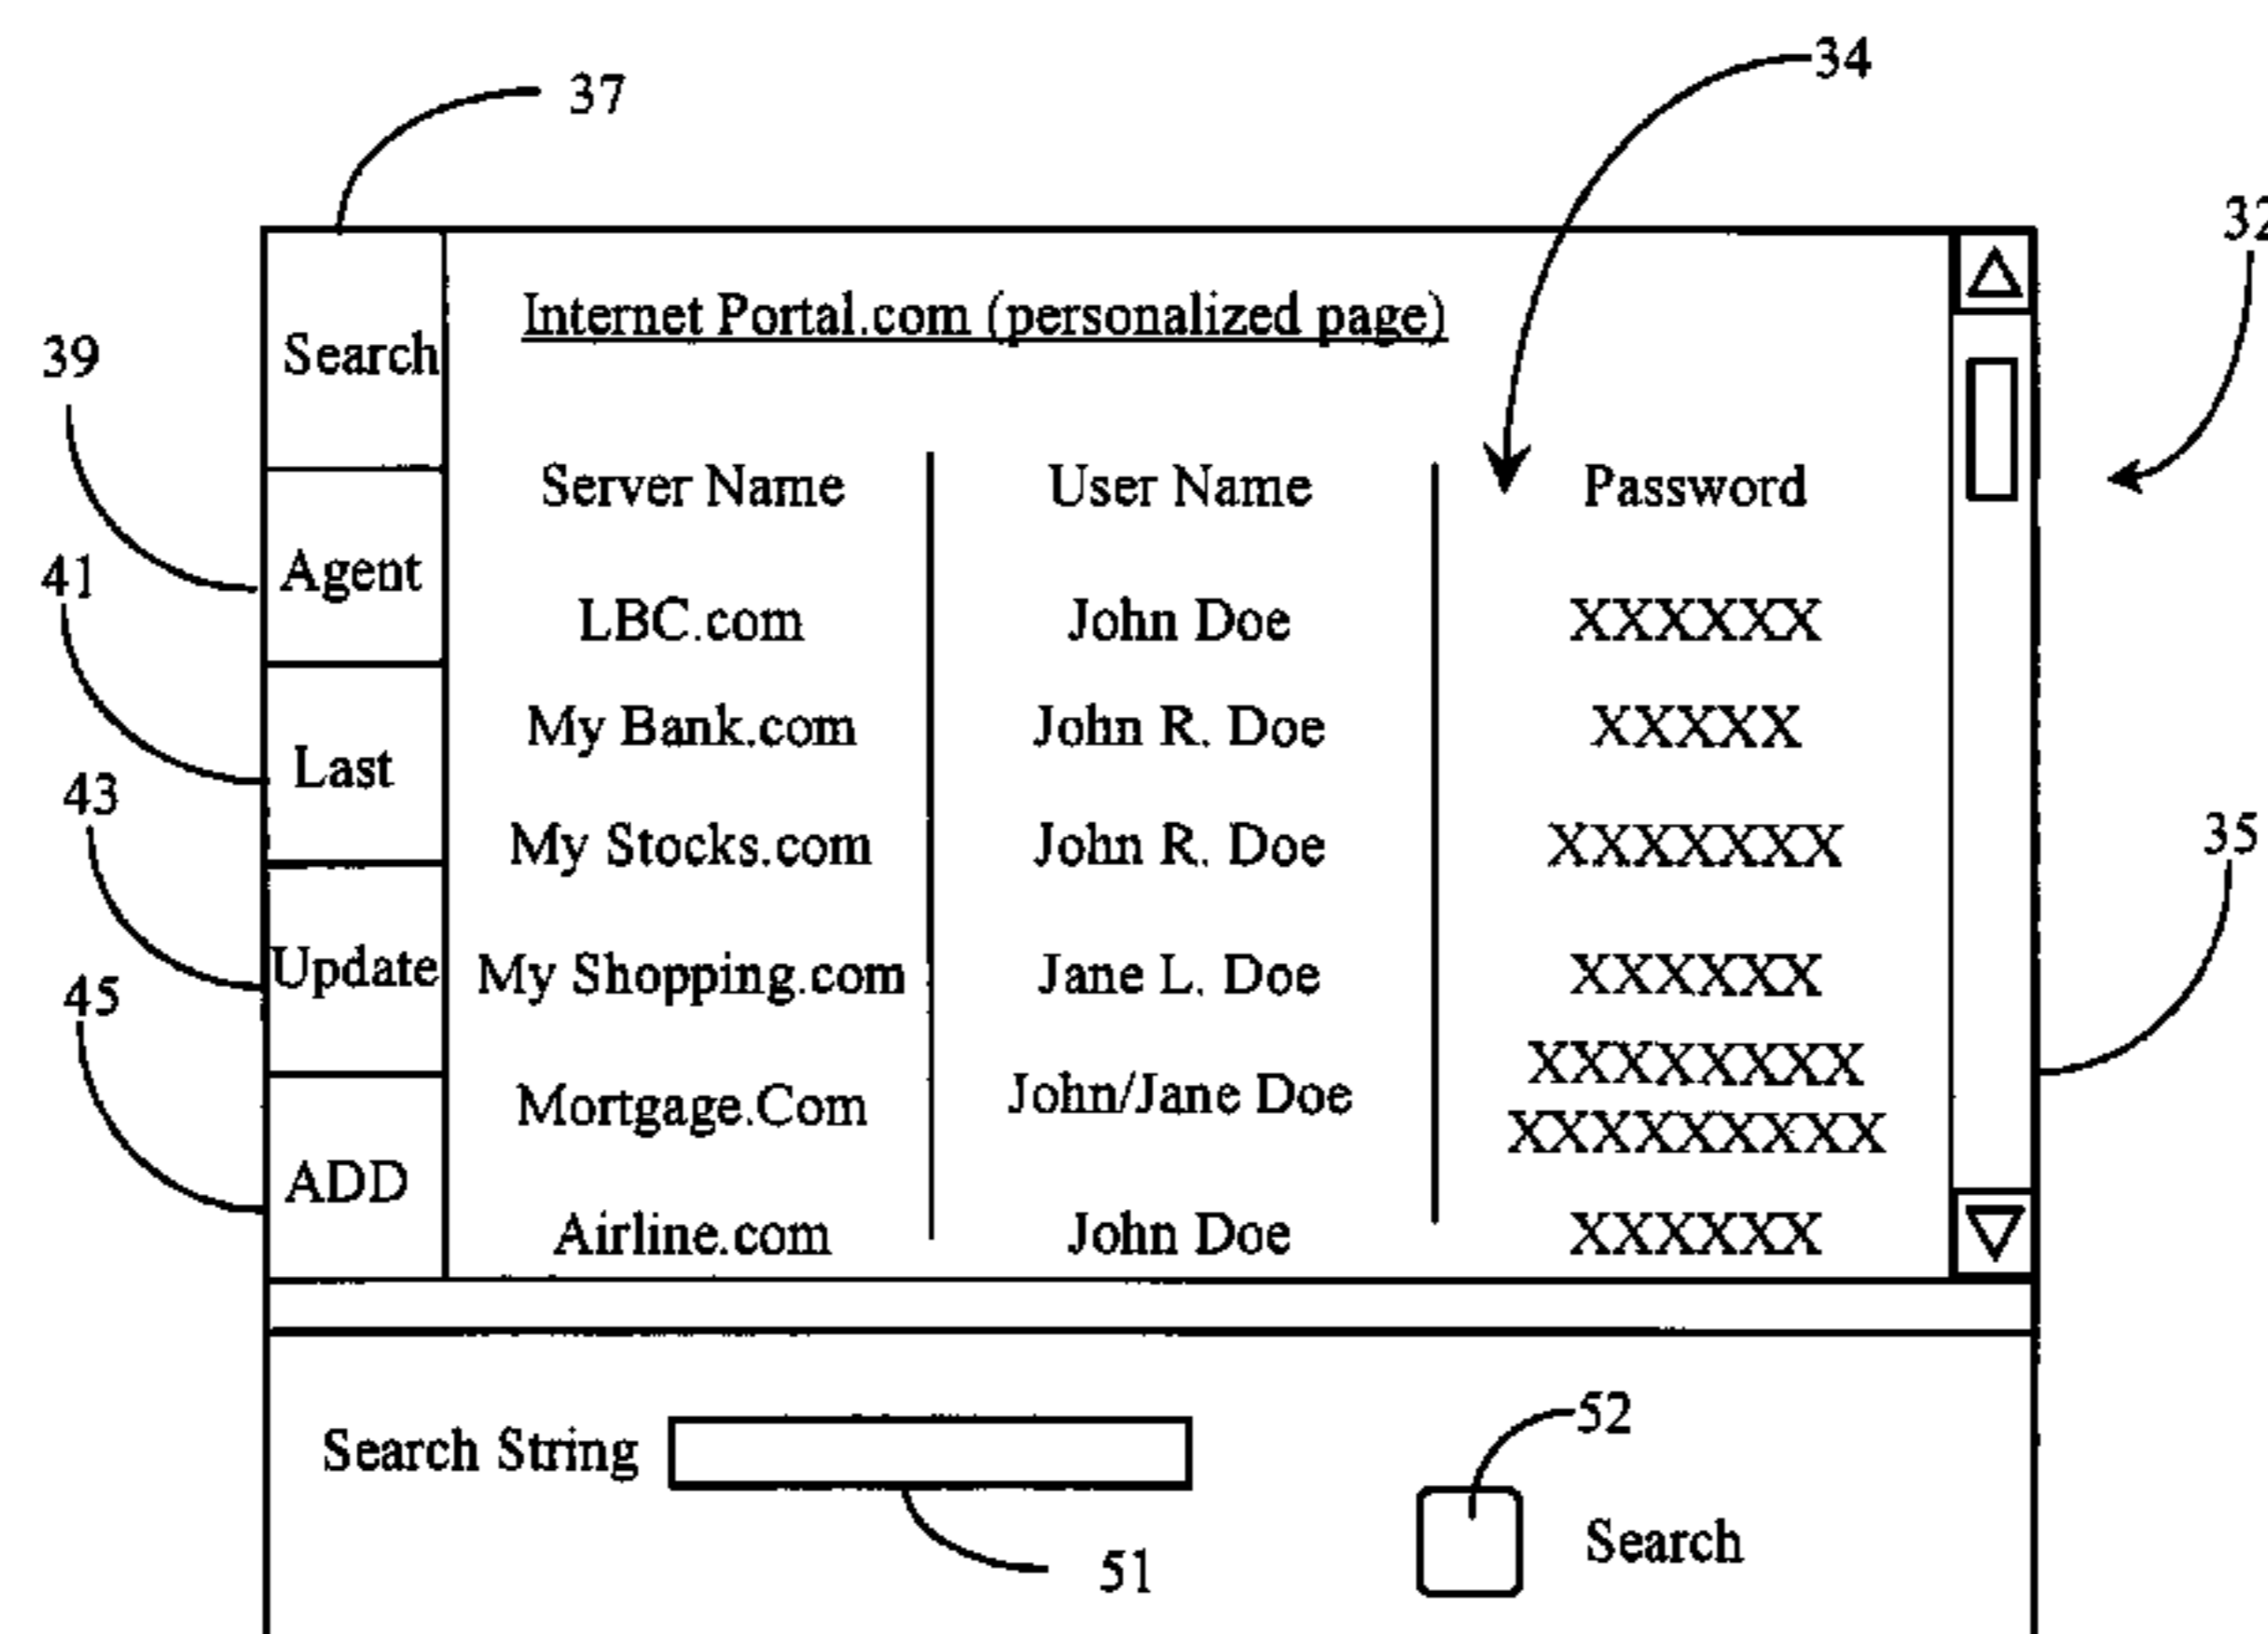 37
34
32
Internet Portal.com (personalized page)
Search
39
Server Name User Name Password
Agent
41
LBC.com John Doe XXXXXX
My Bank.com John R. Doe XXXXX
Last
43
My Stocks.com John R. Doe XXXXXXX
35
Update
My Shopping.com Jane L. Doe XXXXXX
45
Mortgage.Com John/Jane Doe XXXXXXXX
XXXXXXXXX
ADD
Airline.com John Doe XXXXXX
Search String
52
Search
51